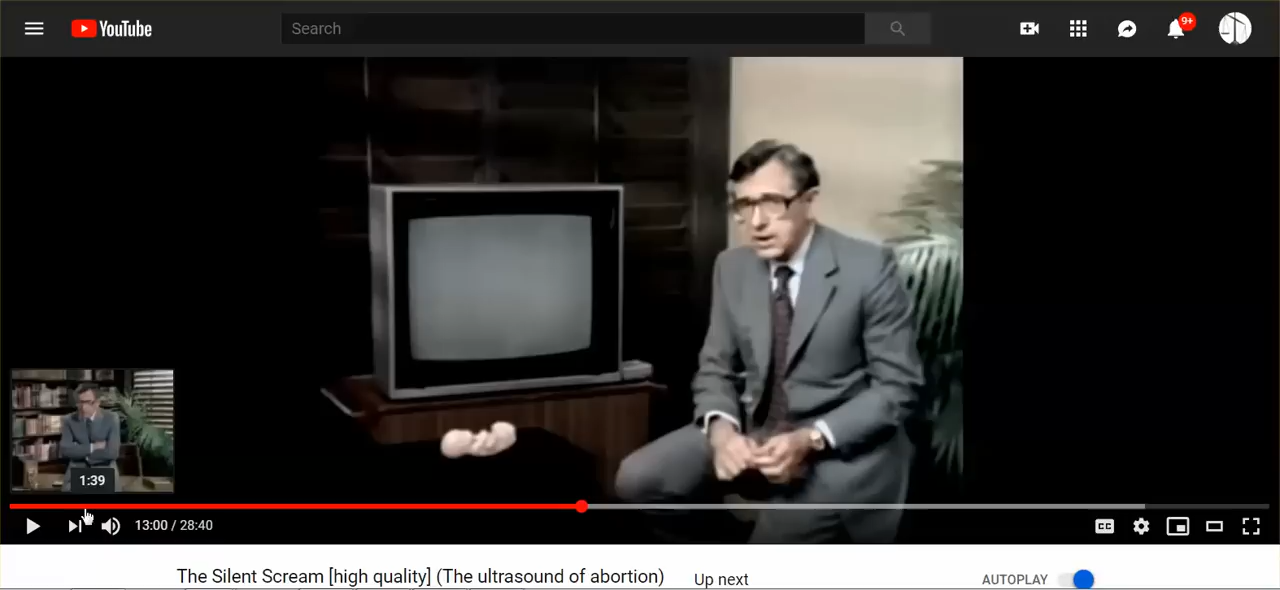 YouTube
Search
9+
1:39
13:00 / 28:40
CC
The Silent Scream [high quality] (The ultrasound of abortion)
Up next
AUTOPLAY